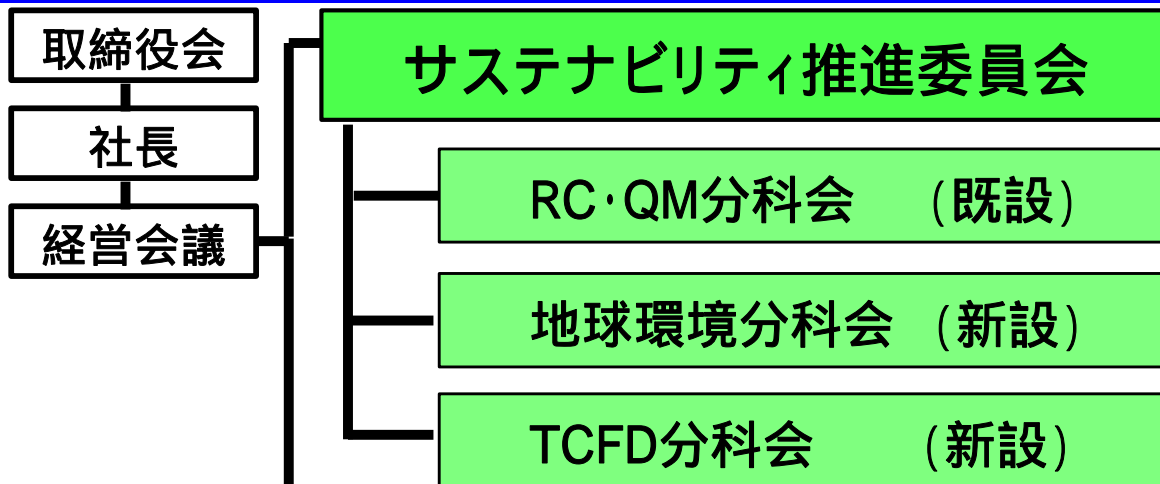 取締役会
社長
経営会議
サステナビリティ推進委員会
RC・QM分科会 (既設)
地球環境分科会 (新設)
TCFD分科会 (新設)